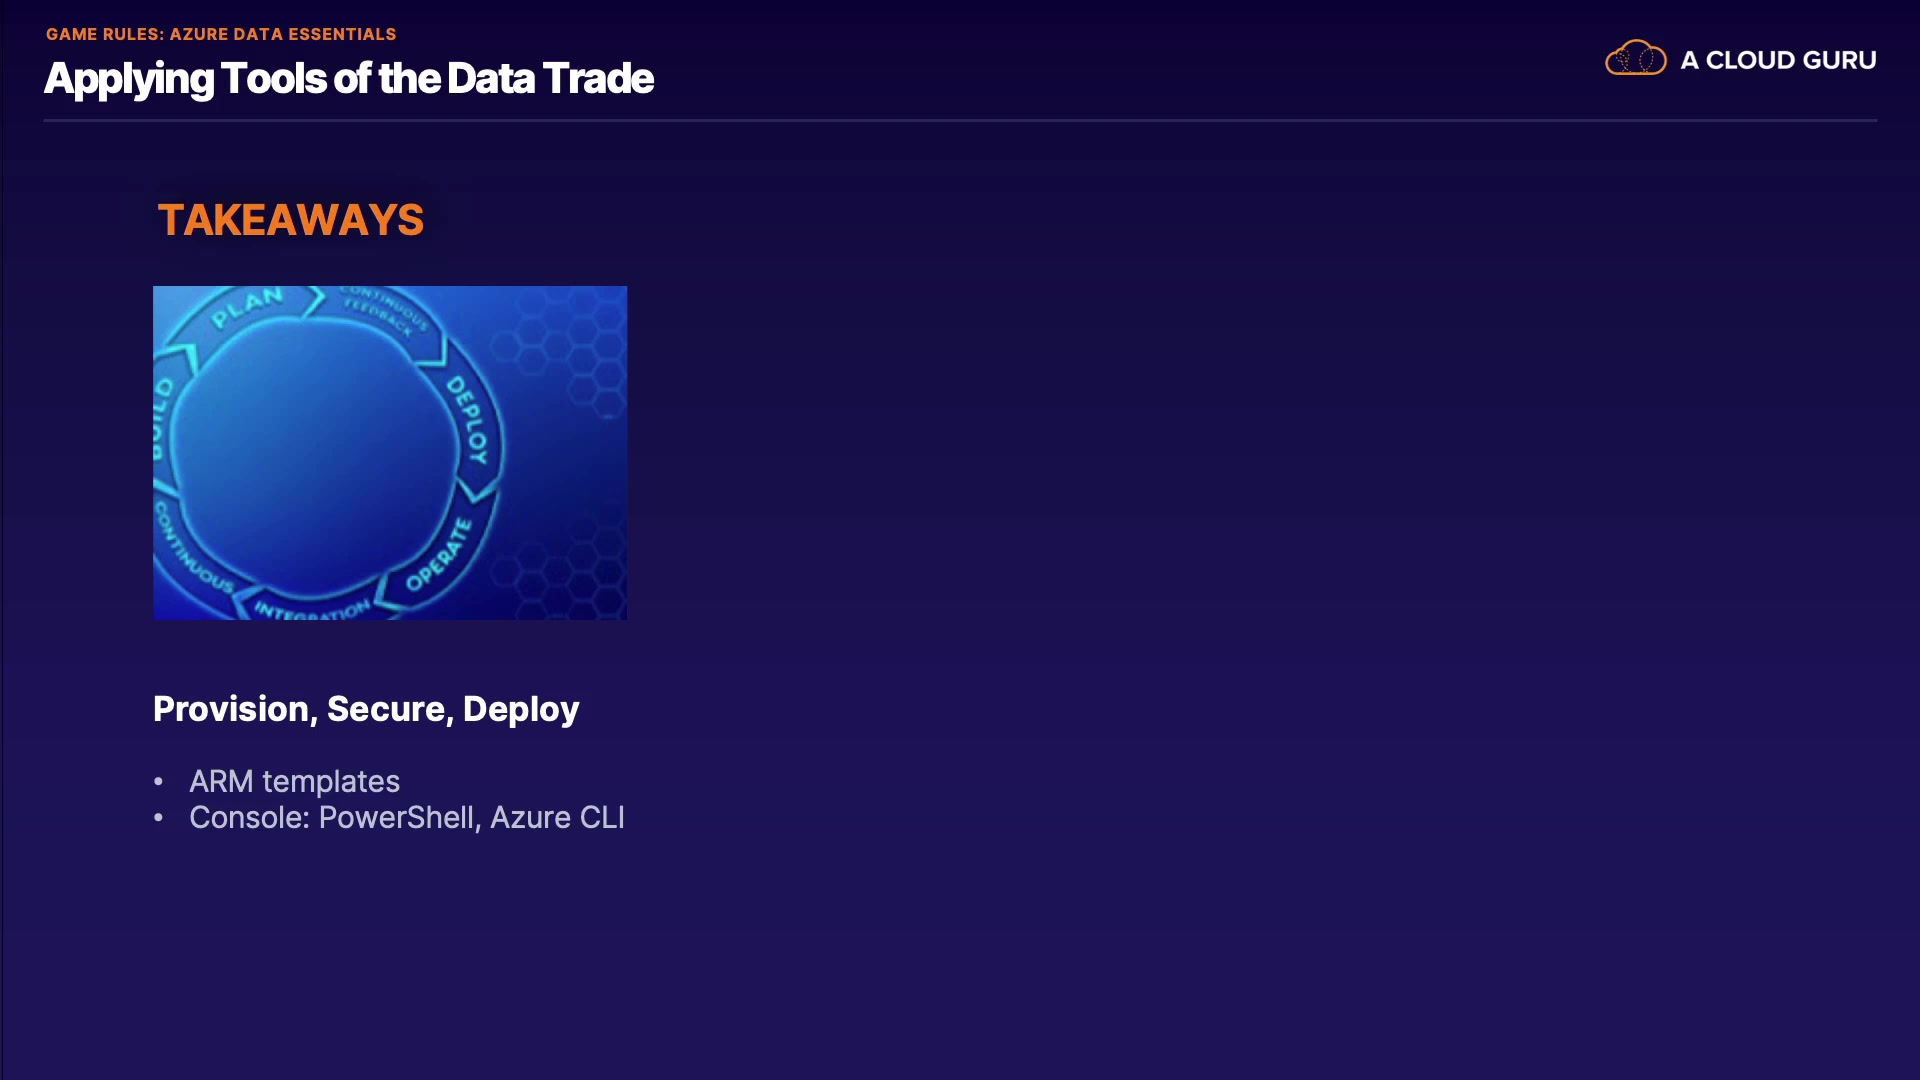 GAME RULES: AZURE DATA ESSENTIALS
Applying Tools of the Data Trade
A CLOUD GURU
TAKEAWAYS
PLAN
CONTINUOUS
FEEDBACK
DEPLOY
BUILD
OPERATE
CONTINUOUS
INTEGRATION
Provision, Secure, Deploy
• ARM templates
• Console: PowerShell, Azure CLI